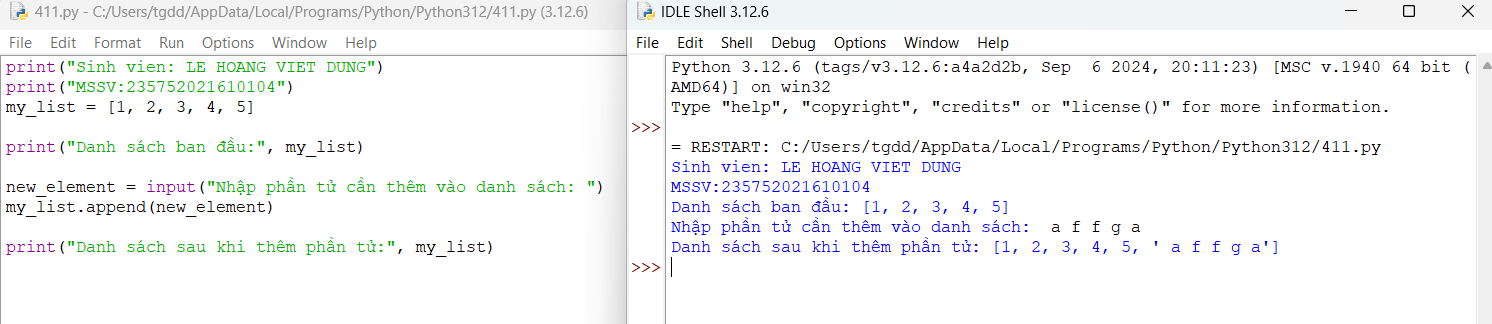 411.py - C:/Users/tgdd/AppData/Local/Programs/Python/Python312/411.py (3.12.6)
File Edit Format Run Options Window Help
print("Sinh vien: LE HOANG VIET DUNG")
print("MSSV:235752021610104")
my_list = [1, 2, 3, 4, 5]
print("Danh sách ban đầu:", my_list)
new_element = input("Nhập phần tử cần thêm vào danh sách: ")
my_list.append(new_element)
print("Danh sách sau khi thêm phần tử:", my_list)
IDLE Shell 3.12.6
File Edit Shell Debug Options Window Help
Python 3.12.6 (tags/v3.12.6:a4a2d2b, Sep  6 2024, 20:11:23) [MSC v.1940 64 bit (
AMD64)] on win32
Type "help", "copyright", "credits" or "license()" for more information.
>>>
= RESTART: C:/Users/tgdd/AppData/Local/Programs/Python/Python312/411.py
Sinh vien: LE HOANG VIET DUNG
MSSV:235752021610104
Danh sách ban đầu: [1, 2, 3, 4, 5]
Nhập phần tử cần thêm vào danh sách:  a f f g a
Danh sách sau khi thêm phần tử: [1, 2, 3, 4, 5, ' a f f g a']
>>>